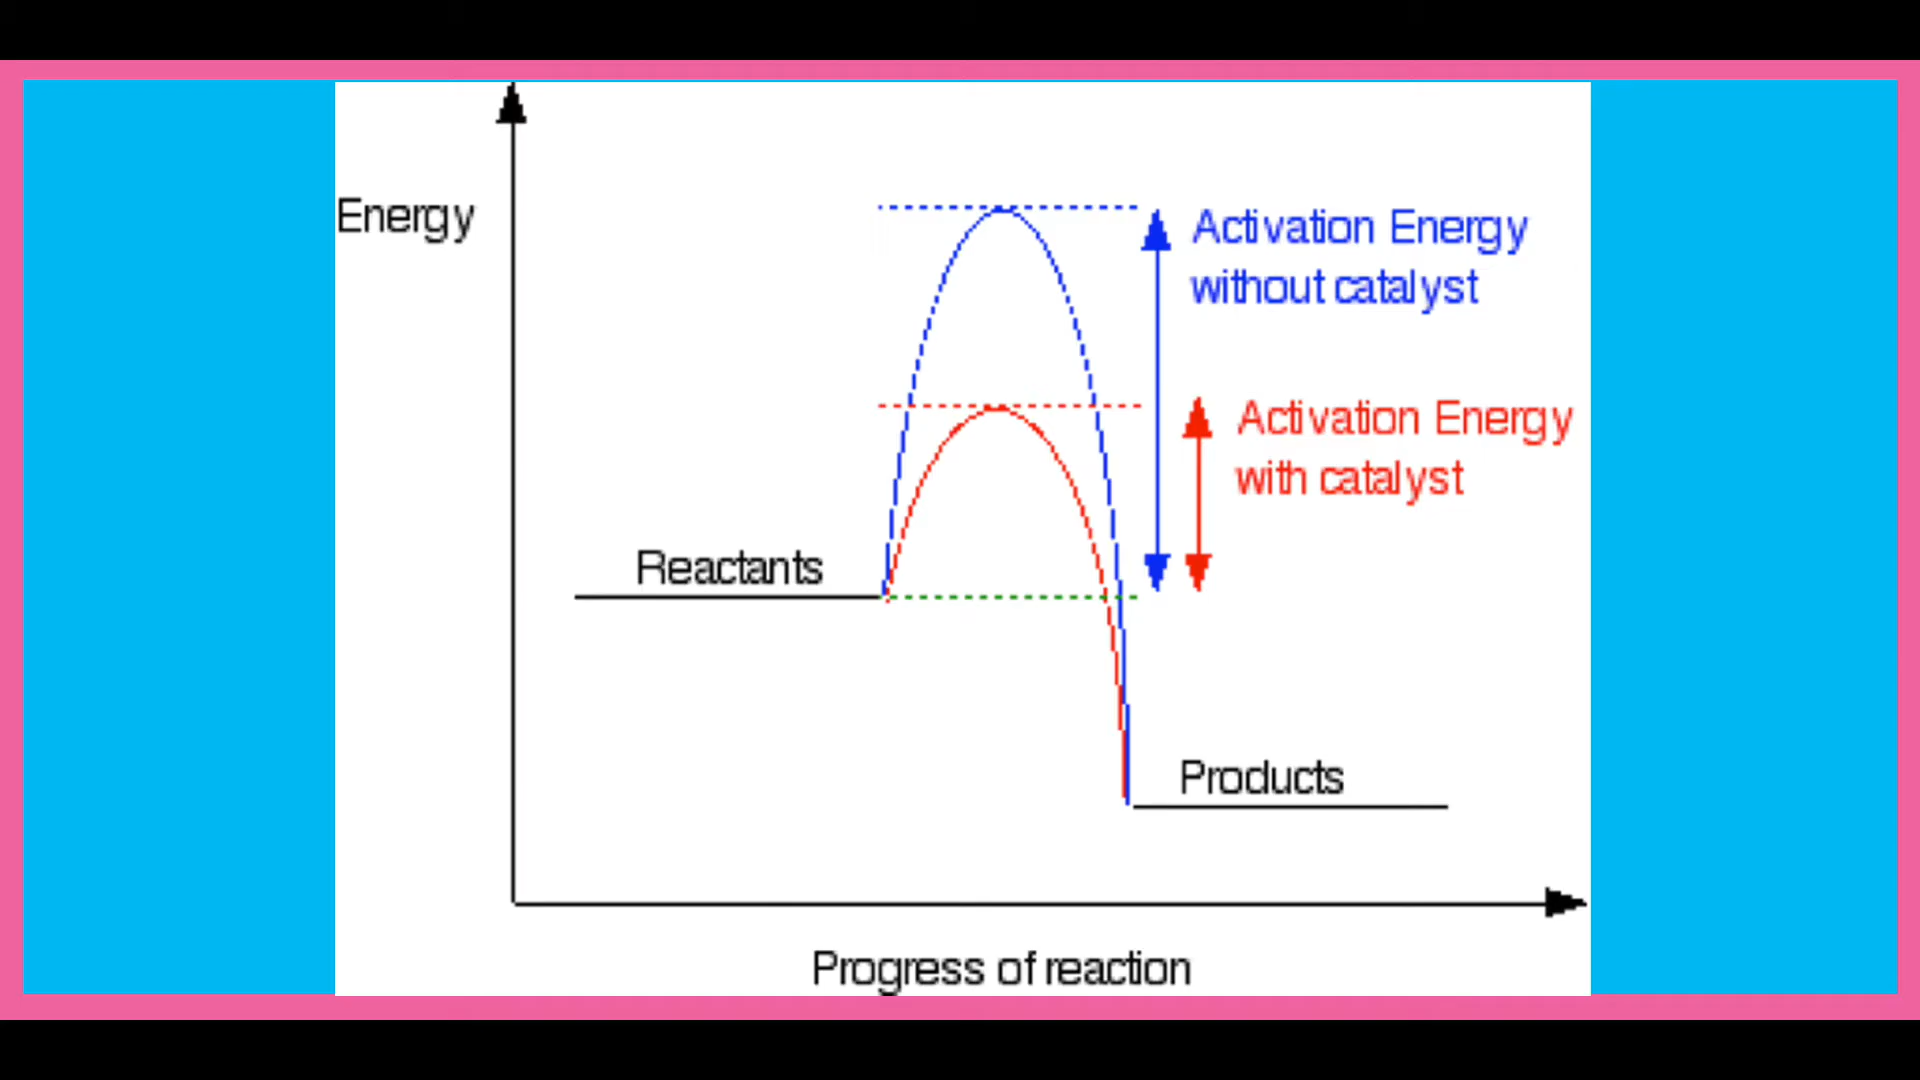 Energy
Activation Energy
without catalyst
Activation Energy
with catalyst
Reactants
Products
Progress of reaction